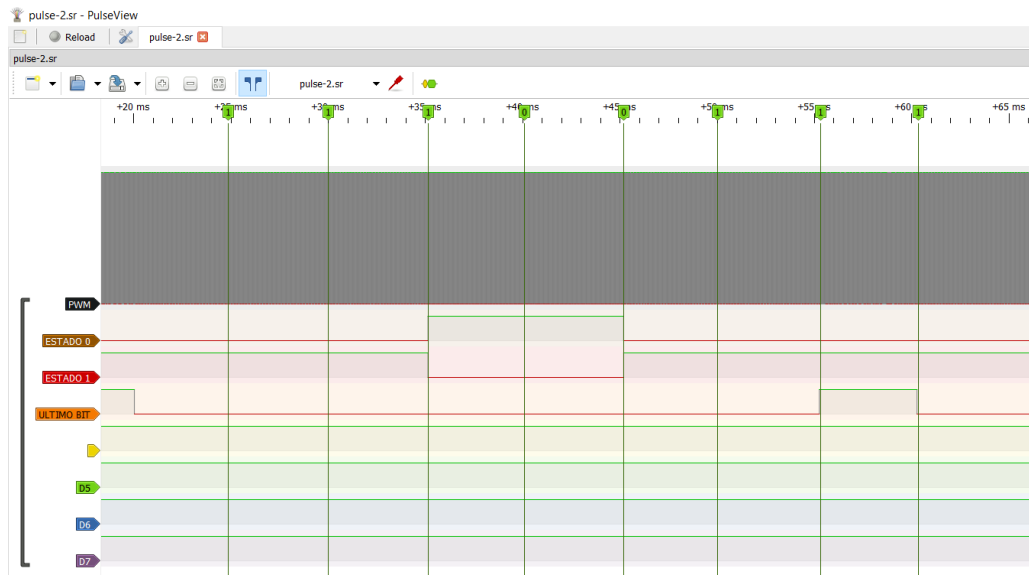 pulse-2.sr - PulseView
Reload
pulse-2.sr
pulse-2.sr
pulse-2.sr
+20 ms +25 ms +30 ms +35 ms +40 ms +45 ms +50 ms +55 ms +60 ms +65 ms
1 1 1 0 0 1 1 1
PWM
ESTADO 0
ESTADO 1
ULTIMO BIT
D5
D6
D7